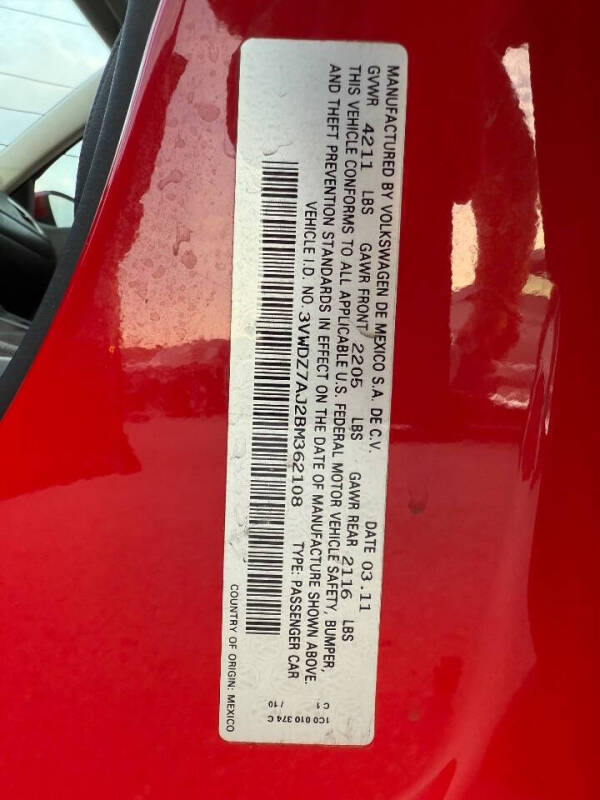 MANUFACTURED BY VOLKSWAGEN DE MEXICO S.A. DE C.V. DATE 03.11
GVWR 4211 LBS GAWR FRONT 2205 LBS GAWR REAR 2116 LBS
THIS VEHICLE CONFORMS TO ALL APPLICABLE U.S. FEDERAL MOTOR VEHICLE SAFETY, BUMPER,
AND THEFT PREVENTION STANDARDS IN EFFECT ON THE DATE OF MANUFACTURE SHOWN ABOVE.
VEHICLE I.D. NO. 3VWDZ7AJ2BM362108 TYPE: PASSENGER CAR
COUNTRY OF ORIGIN: MEXICO
1C0 010 374 C
C 1 / 10